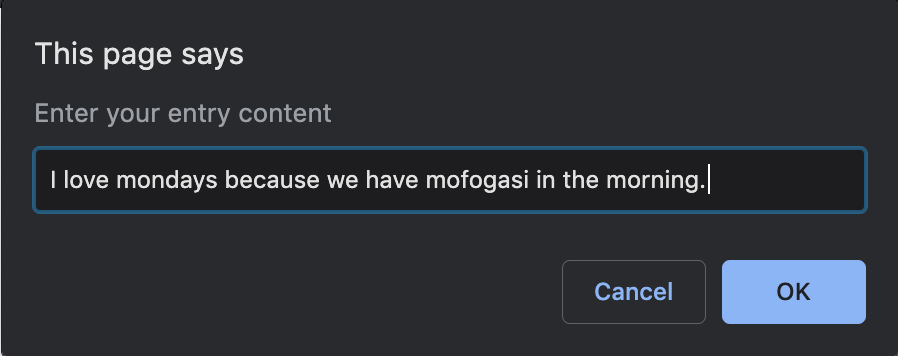 This page says
Enter your entry content
I love mondays because we have mofogasi in the morning.
Cancel
OK